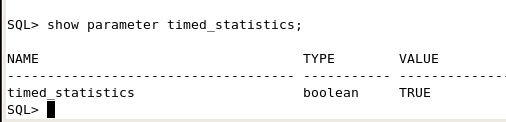 SQL> show parameter timed_statistics;
NAME                                 TYPE        VALUE
------------------------------------ ----------- --------------
timed_statistics                     boolean     TRUE
SQL>